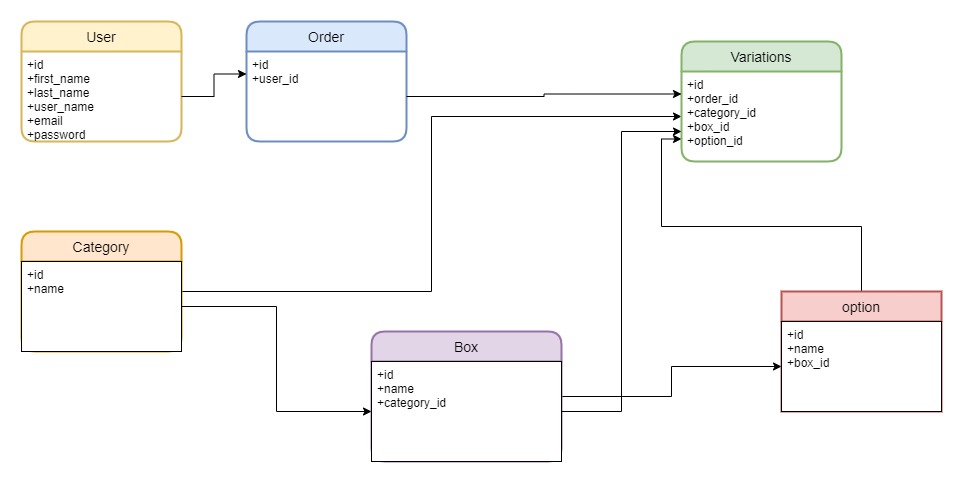 User
+id
+first_name
+last_name
+user_name
+email
+password
Order
+id
+user_id
Variations
+id
+order_id
+category_id
+box_id
+option_id
Category
+id
+name
Box
+id
+name
+category_id
option
+id
+name
+box_id